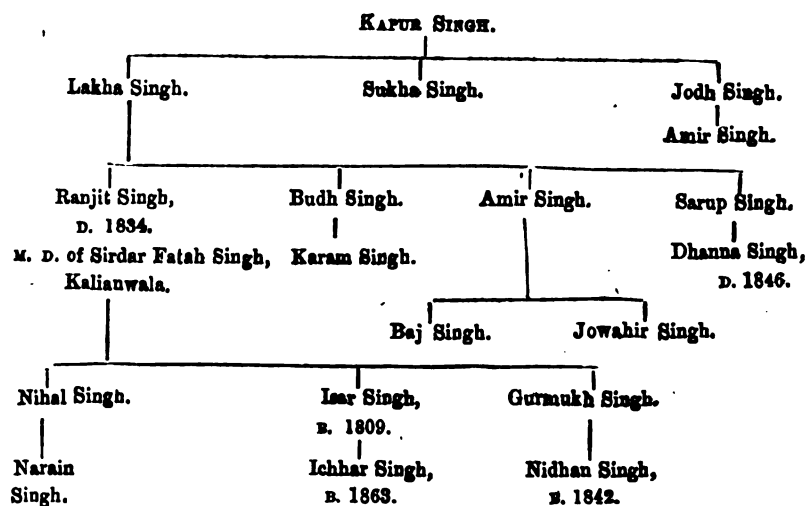 KAPUR SINGH.
Lakha Singh. Sukha Singh. Jodh Singh.
Amir Singh.
Ranjit Singh, Budh Singh. Amir Singh. Sarup Singh.
D. 1834.
M. D. of Sirdar Fatah Singh, Karam Singh. Dhanna Singh,
Kalianwala. D. 1846.
Baj Singh. Jowahir Singh.
Nihal Singh. Isar Singh, Gurmukh Singh.
B. 1809.
Narain Ichhar Singh, Nidhan Singh,
Singh. B. 1863. B. 1842.